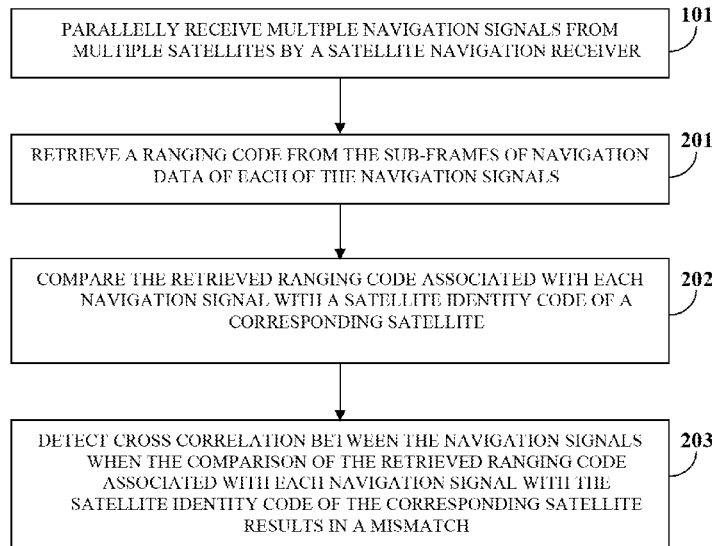 PARALLELY RECEIVE MULTIPLE NAVIGATION SIGNALS FROM
MULTIPLE SATELLITES BY A SATELLITE NAVIGATION RECEIVER
101
RETRIEVE A RANGING CODE FROM THE SUB-FRAMES OF NAVIGATION
DATA OF EACH OF THE NAVIGATION SIGNALS
201
COMPARE THE RETRIEVED RANGING CODE ASSOCIATED WITH EACH
NAVIGATION SIGNAL WITH A SATELLITE IDENTITY CODE OF A
CORRESPONDING SATELLITE
202
DETECT CROSS CORRELATION BETWEEN THE NAVIGATION SIGNALS
WHEN THE COMPARISON OF THE RETRIEVED RANGING CODE
ASSOCIATED WITH EACH NAVIGATION SIGNAL WITH THE
SATELLITE IDENTITY CODE OF THE CORRESPONDING SATELLITE
RESULTS IN A MISMATCH
203